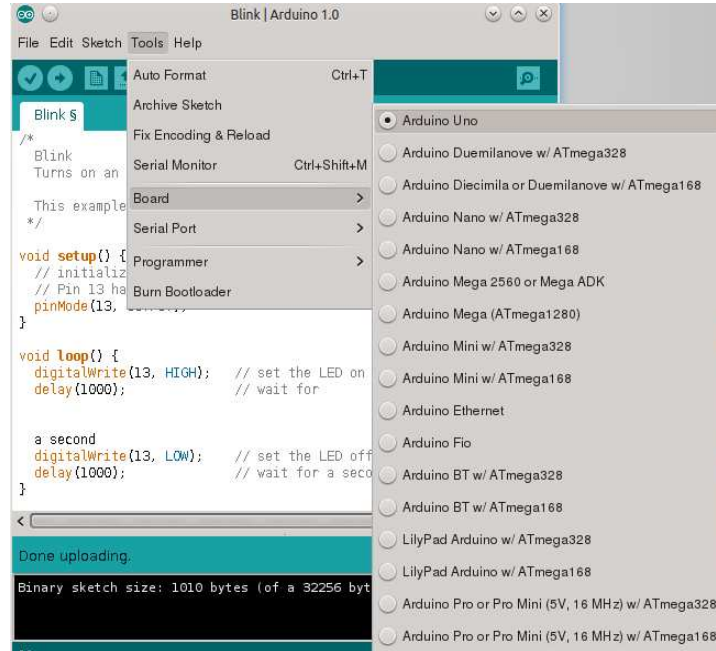 Blink | Arduino 1.0
File Edit Sketch Tools Help
Auto Format Ctrl+T
Archive Sketch
Fix Encoding & Reload
Serial Monitor Ctrl+Shift+M
Board >
Serial Port >
Programmer >
Burn Bootloader
Arduino Uno
Arduino Duemilanove w/ ATmega328
Arduino Diecimila or Duemilanove w/ ATmega168
Arduino Nano w/ ATmega328
Arduino Nano w/ ATmega168
Arduino Mega 2560 or Mega ADK
Arduino Mega (ATmega1280)
Arduino Mini w/ ATmega328
Arduino Mini w/ ATmega168
Arduino Ethernet
Arduino Fio
Arduino BT w/ ATmega328
Arduino BT w/ ATmega168
LilyPad Arduino w/ ATmega328
LilyPad Arduino w/ ATmega168
Arduino Pro or Pro Mini (5V, 16 MHz) w/ ATmega328
Arduino Pro or Pro Mini (5V, 16 MHz) w/ ATmega168
Blink §
/*
Blink
Turns on an
This example
*/
void setup() {
// initializ
// Pin 13 ha
pinMode(13,
}
void loop() {
digitalWrite(13, HIGH); // set the LED on
delay(1000); // wait for
a second
digitalWrite(13, LOW); // set the LED off
delay(1000); // wait for a seco
}
Done uploading.
Binary sketch size: 1010 bytes (of a 32256 byt